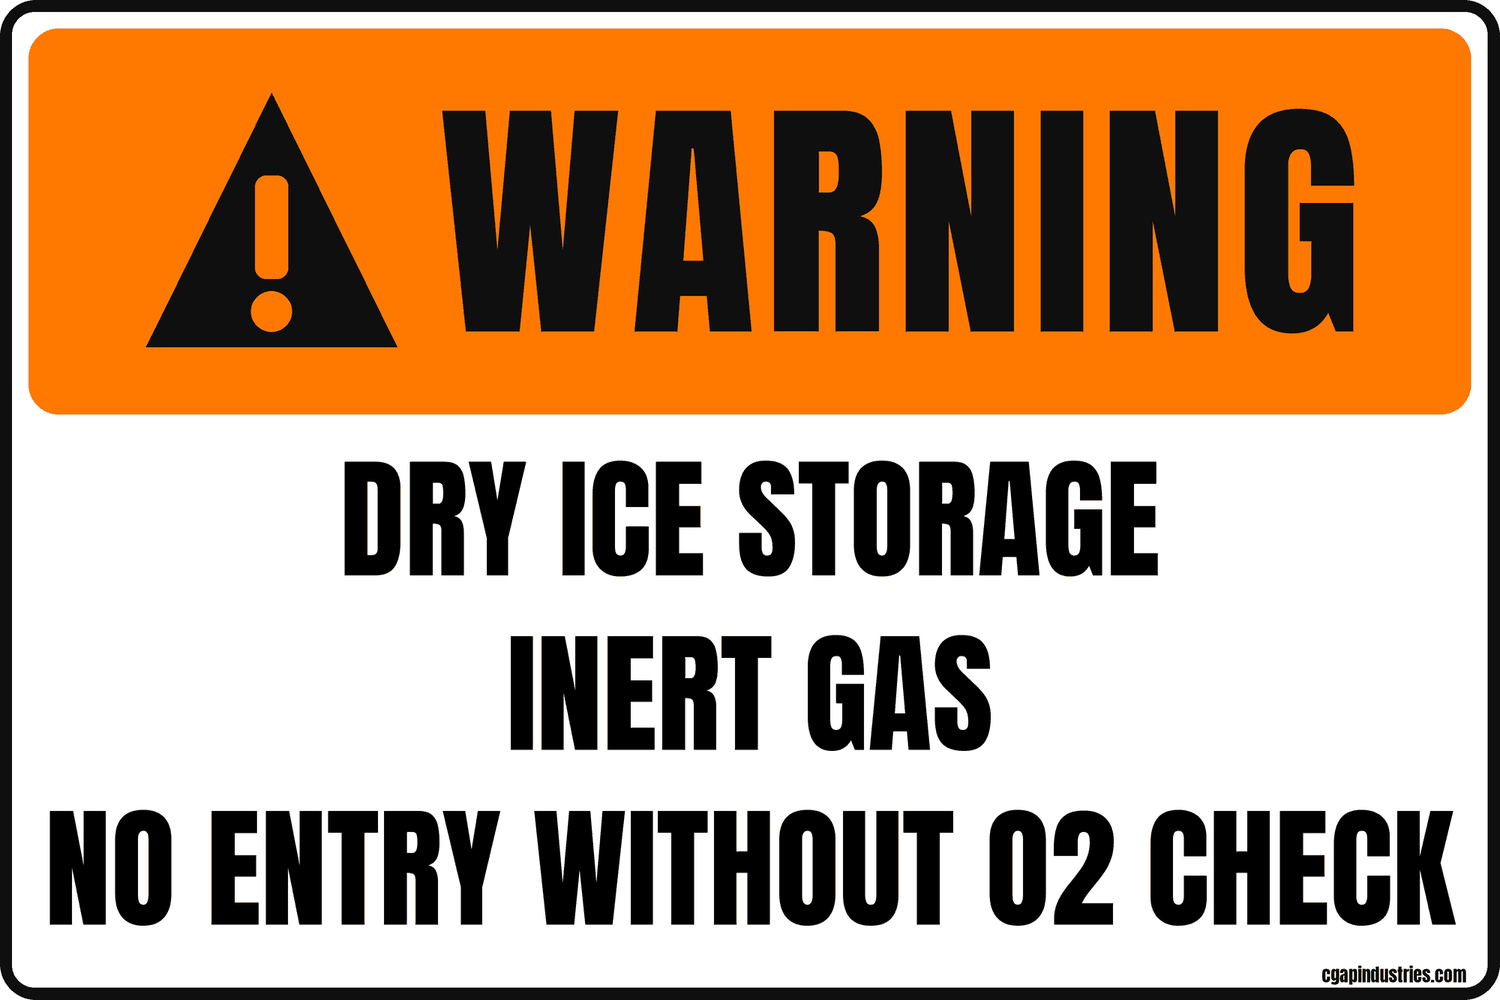 WARNING
DRY ICE STORAGE
INERT GAS
NO ENTRY WITHOUT O2 CHECK
cgapindustries.com